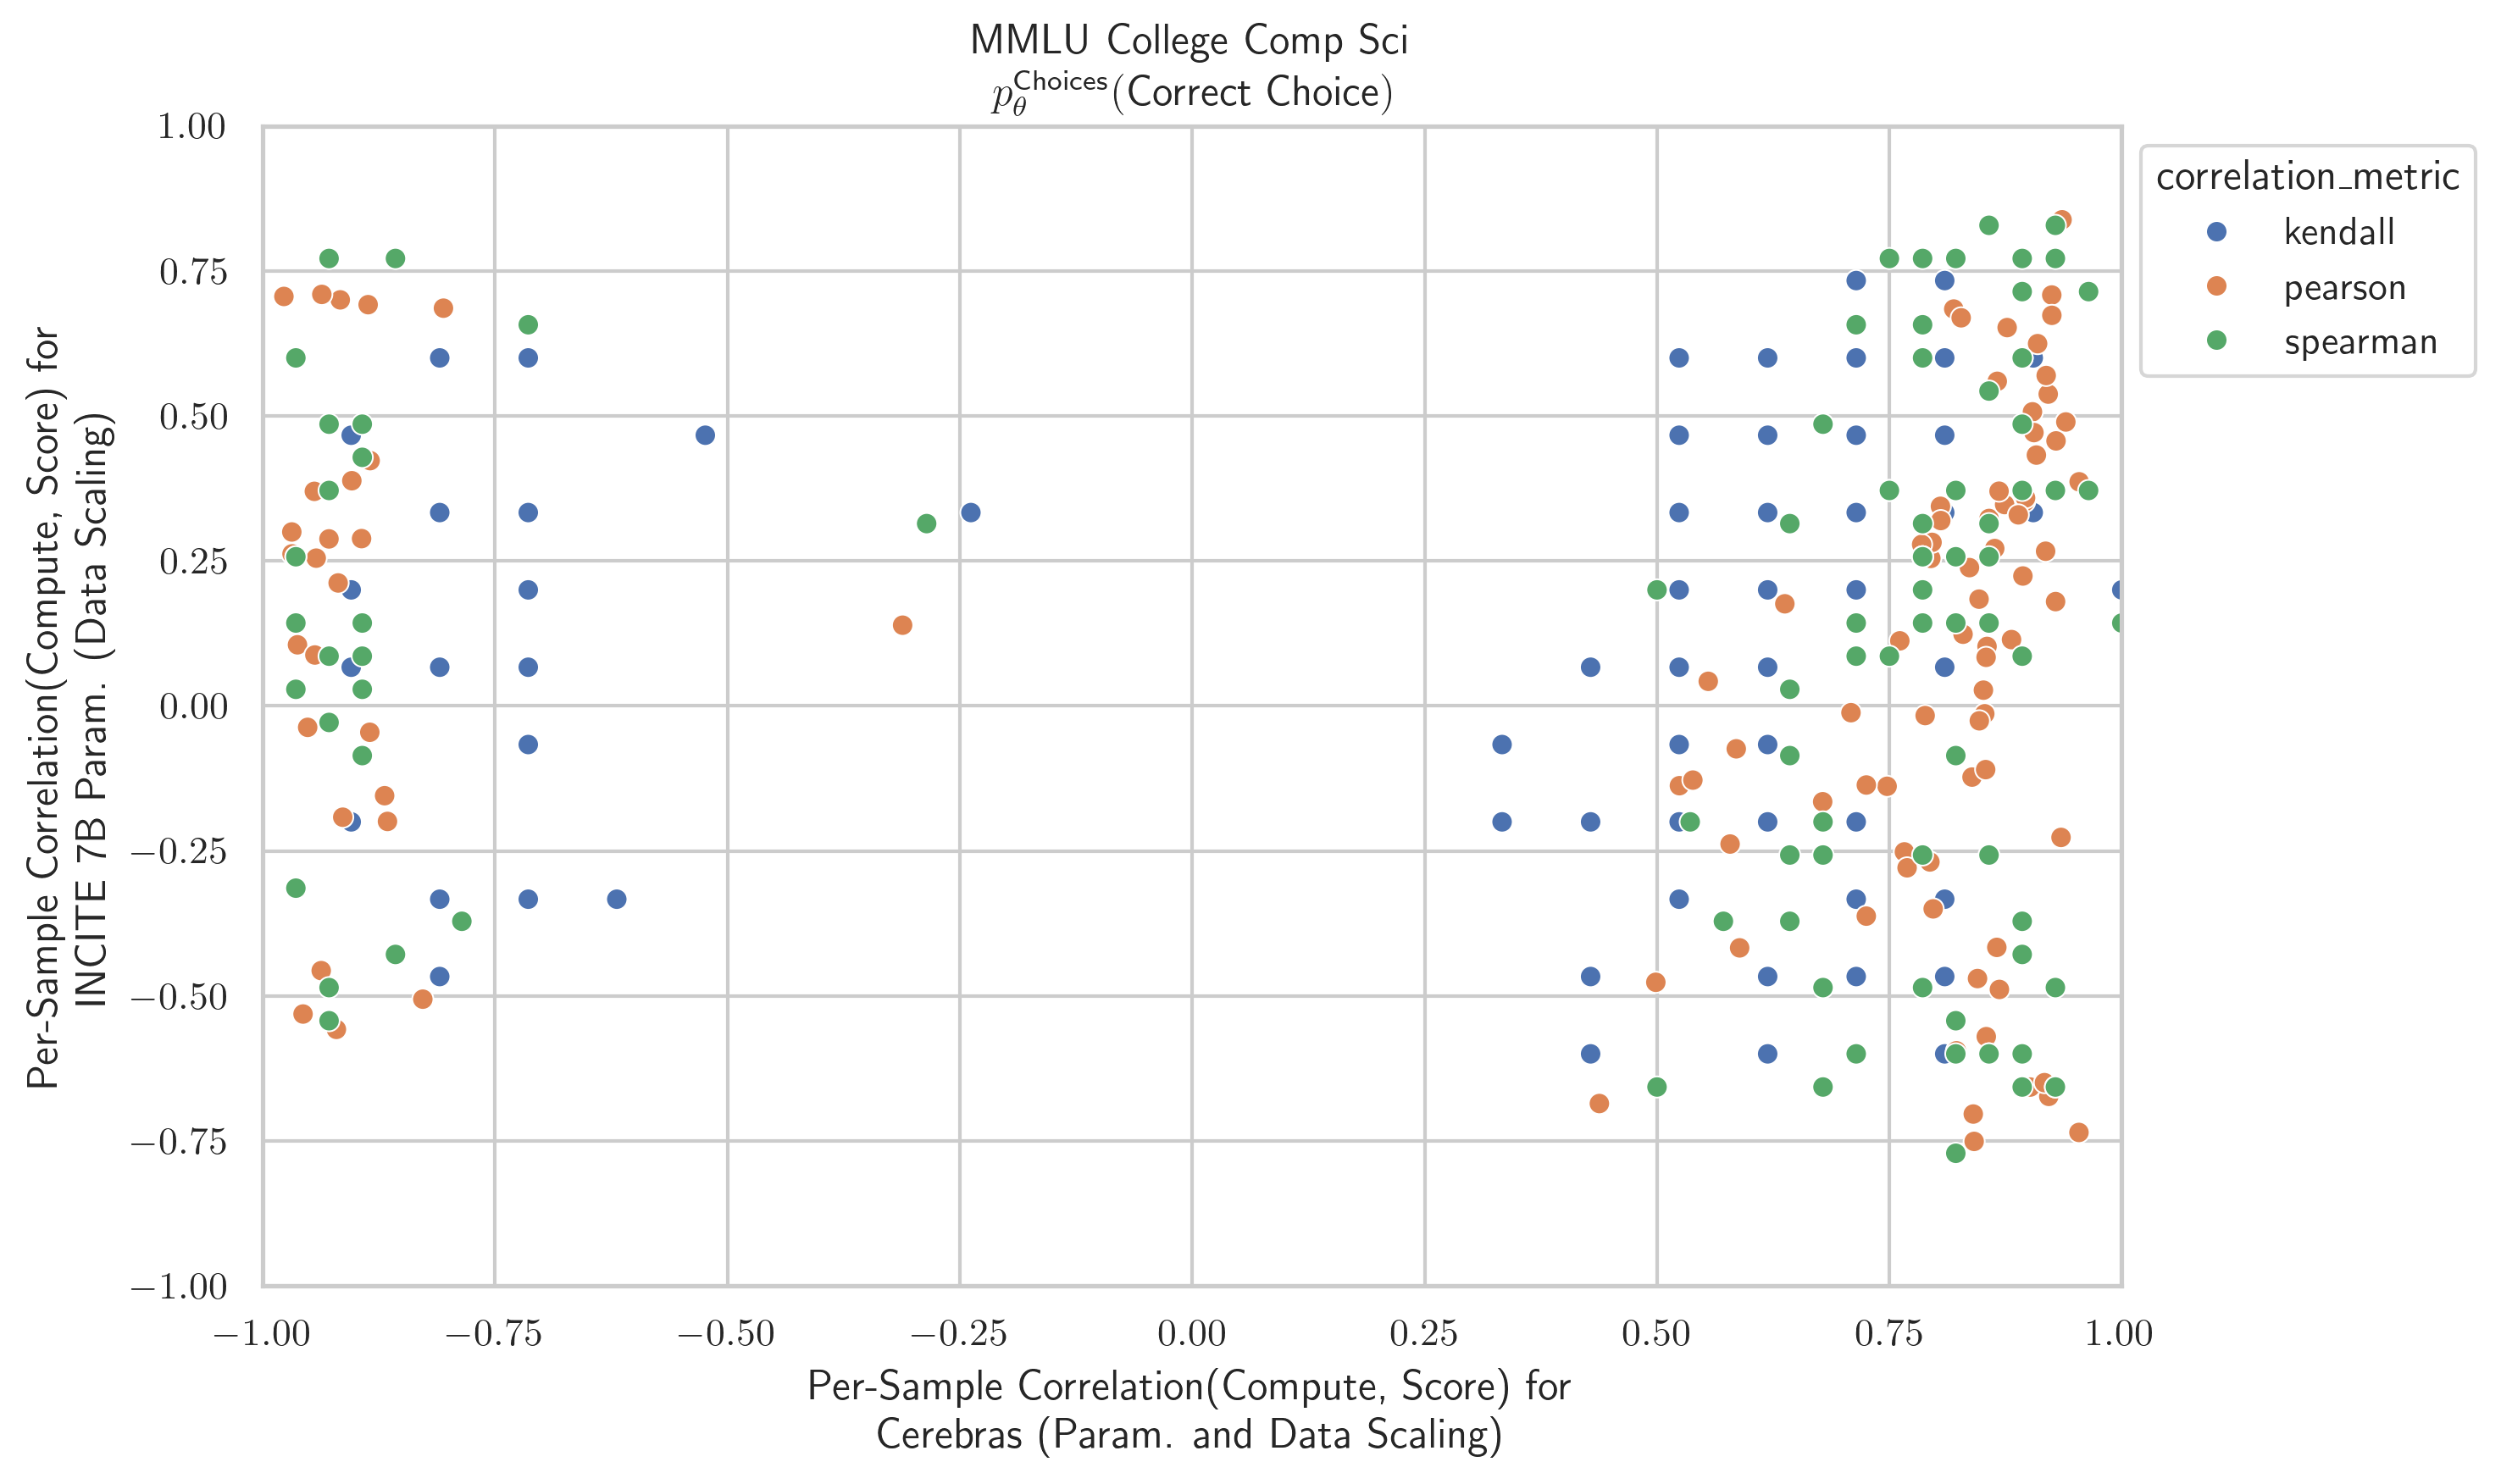 MMLU College Comp Sci
p_θ^Choices(Correct Choice)
1.00
0.75
0.50
0.25
0.00
−0.25
−0.50
−0.75
−1.00
Per-Sample Correlation(Compute, Score) for
INCITE 7B Param. (Data Scaling)
correlation_metric
kendall
pearson
spearman
−1.00 −0.75 −0.50 −0.25 0.00 0.25 0.50 0.75 1.00
Per-Sample Correlation(Compute, Score) for
Cerebras (Param. and Data Scaling)